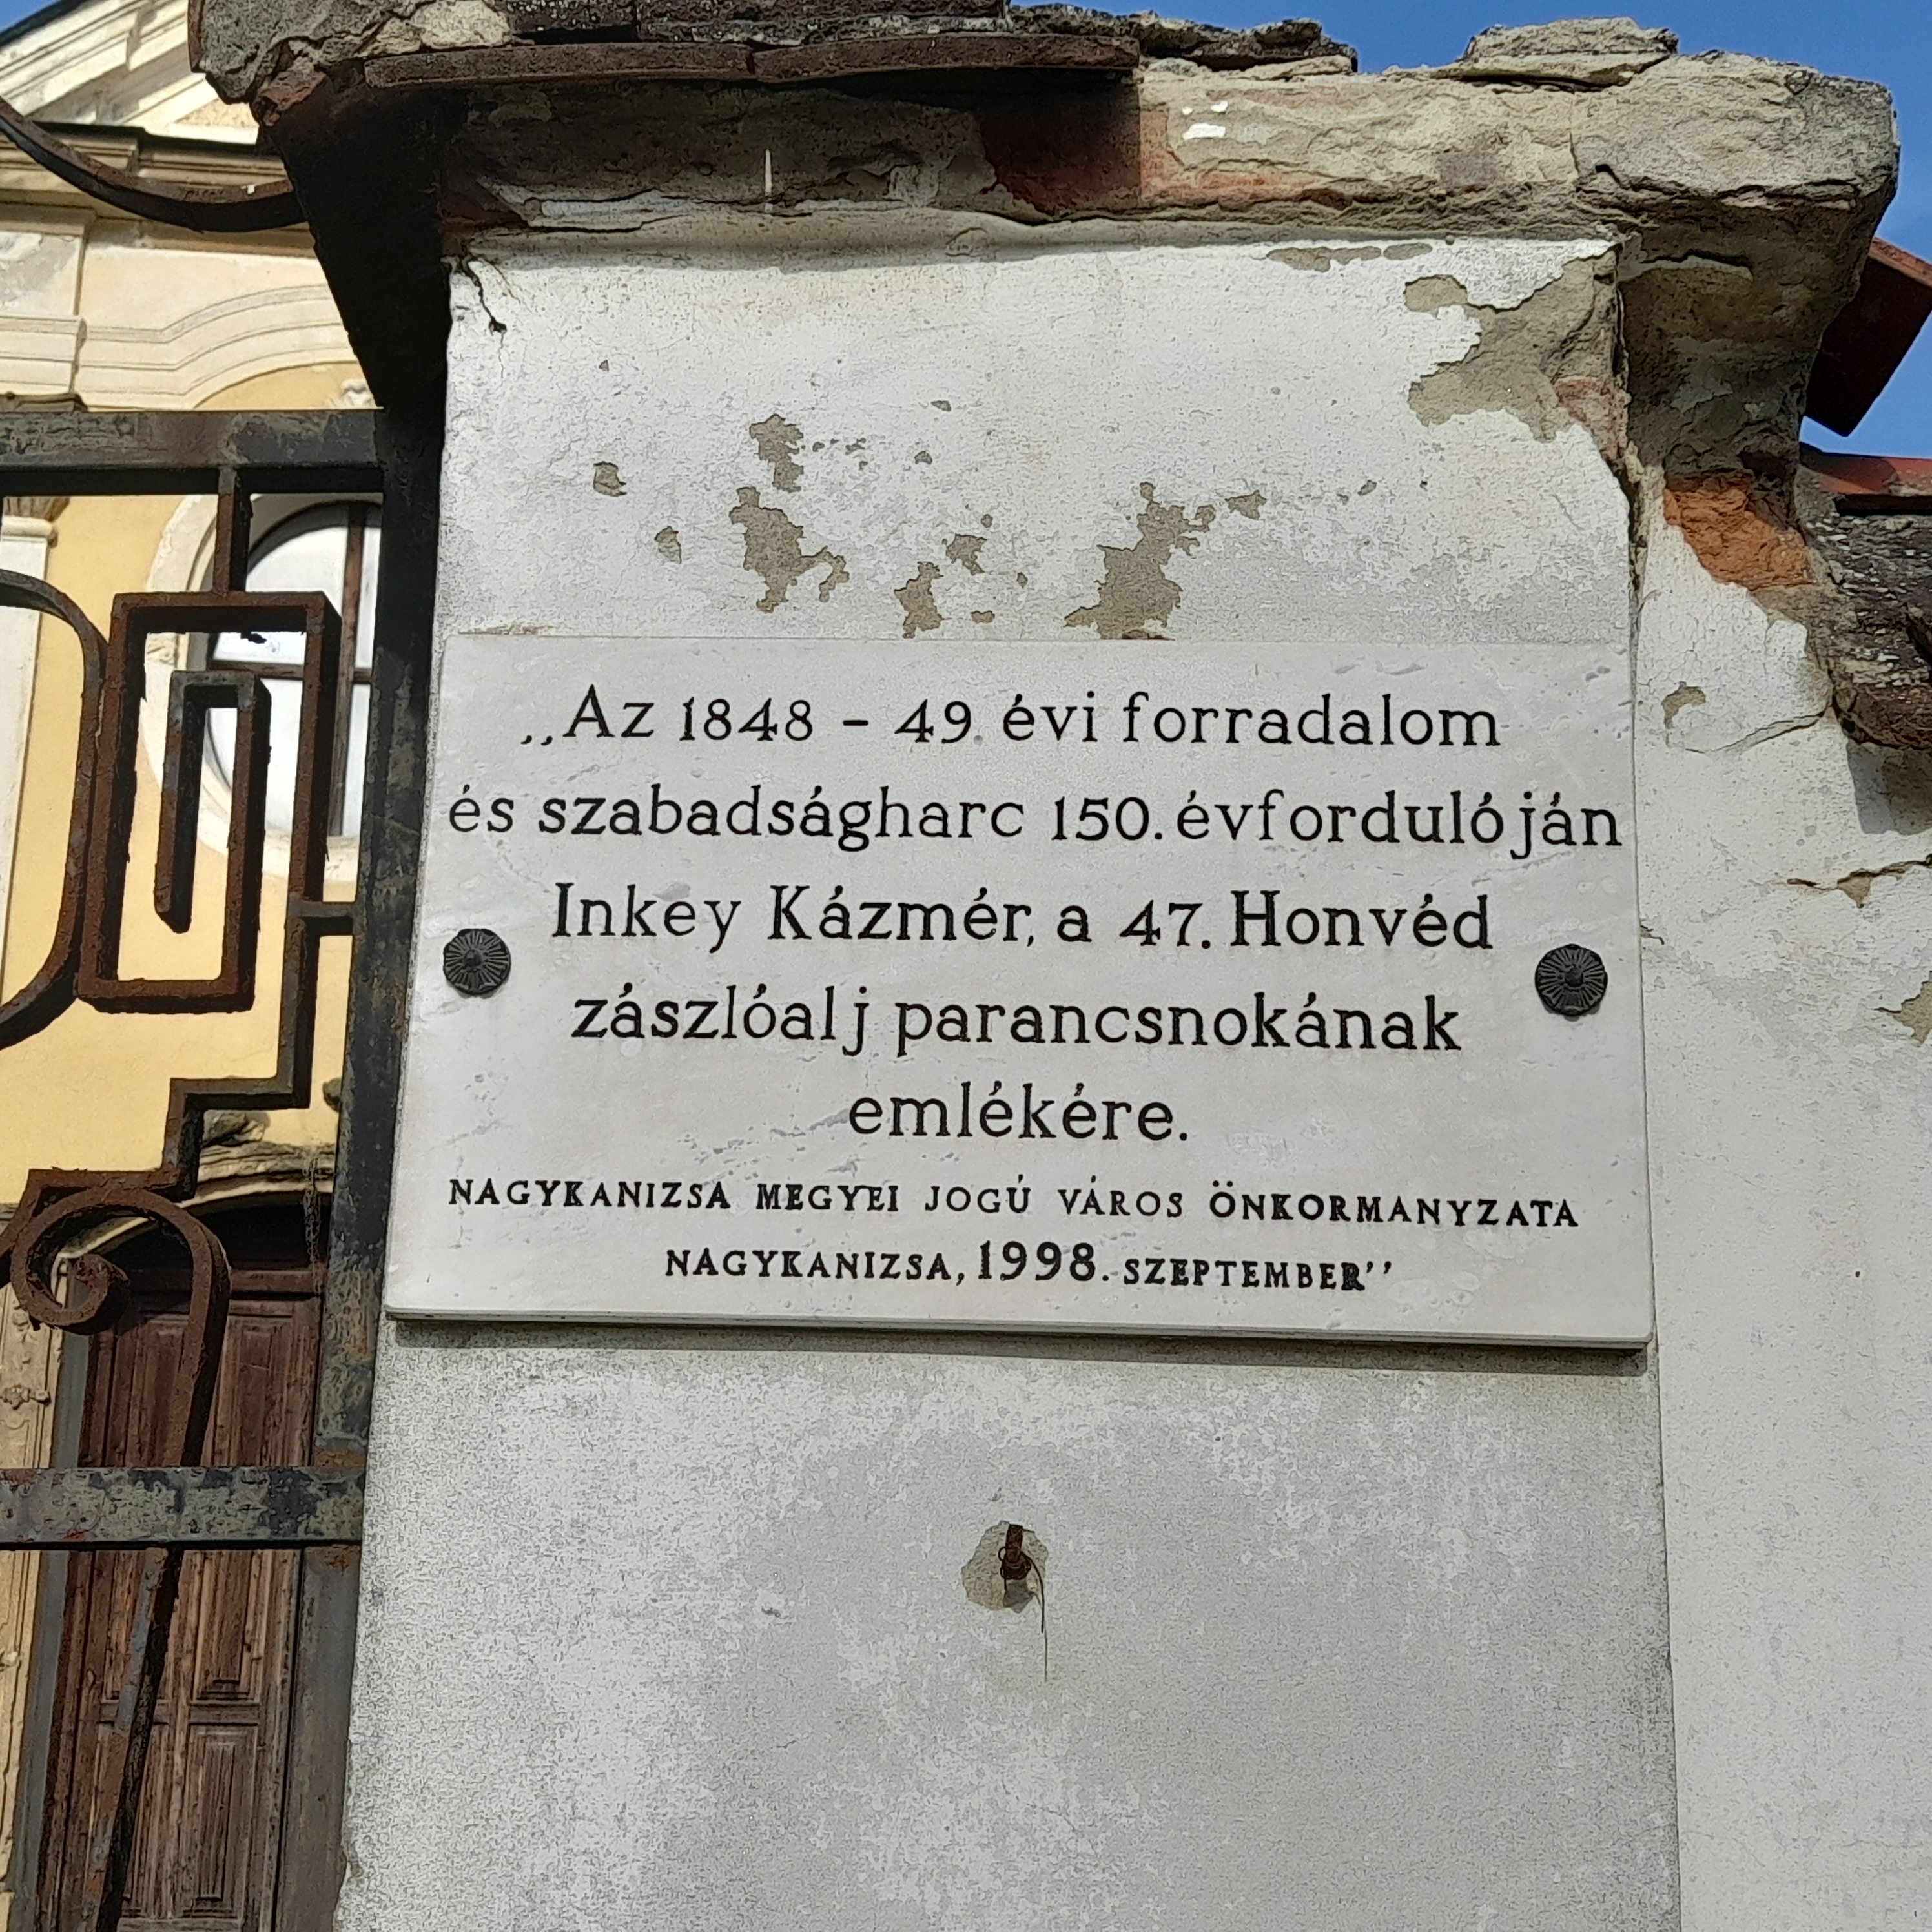 ,,Az 1848 - 49. évi forradalom
és szabadságharc 150. évfordulóján
Inkey Kázmér, a 47. Honvéd
zászlóalj parancsnokának
emlékére.
NAGYKANIZSA MEGYEI JOGÚ VÁROS ÖNKORMANYZATA
NAGYKANIZSA, 1998. SZEPTEMBER''